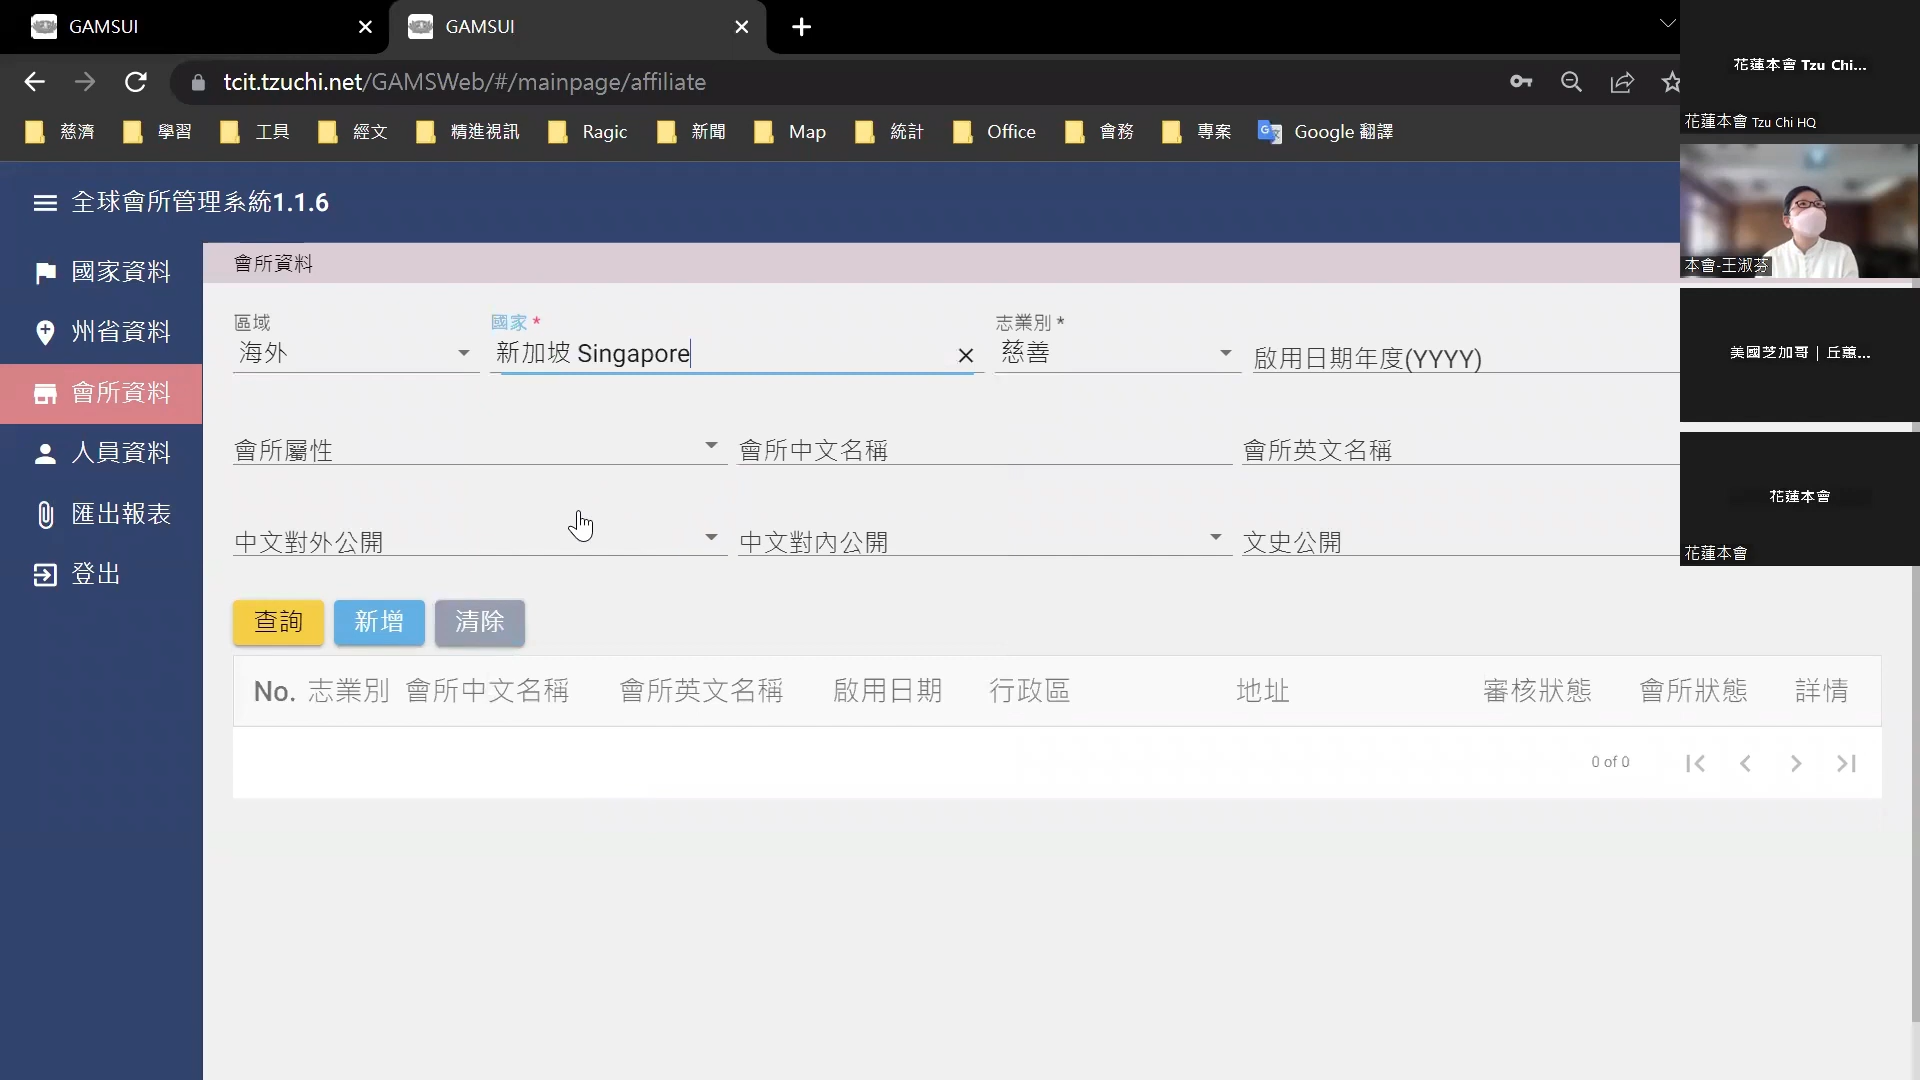 GAMSUI
GAMSUI
花蓮本會 Tzu Chi...
tcit.tzuchi.net/GAMSWeb/#/mainpage/affiliate
花蓮本會 Tzu Chi HQ
慈濟 學習 工具 經文 精進視訊 Ragic 新聞 Map 統計 Office 會務 專案 Google 翻譯
全球會所管理系統1.1.6
本會-王淑芬
國家資料
州省資料
會所資料
人員資料
匯出報表
登出
會所資料
區域 國家 * 志業別 *
海外 新加坡 Singapore 慈善 啟用日期年度(YYYY)
美國芝加哥｜丘蕙...
會所屬性 會所中文名稱 會所英文名稱
花蓮本會
中文對外公開 中文對內公開 文史公開
花蓮本會
查詢 新增 清除
No. 志業別 會所中文名稱 會所英文名稱 啟用日期 行政區 地址 審核狀態 會所狀態 詳情
0 of 0